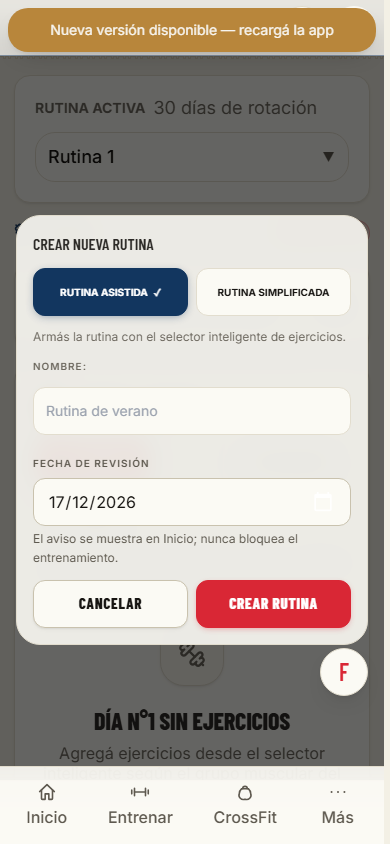 Nueva versión disponible — recargá la app
RUTINA ACTIVA 30 días de rotación
Rutina 1
CREAR NUEVA RUTINA
RUTINA ASISTIDA ✓
RUTINA SIMPLIFICADA
Armás la rutina con el selector inteligente de ejercicios.
NOMBRE:
Rutina de verano
FECHA DE REVISIÓN
17/12/2026
El aviso se muestra en Inicio; nunca bloquea el
entrenamiento.
CANCELAR
CREAR RUTINA
F
DÍA N°1 SIN EJERCICIOS
Agregá ejercicios desde el selector
Inicio
Entrenar
CrossFit
Más